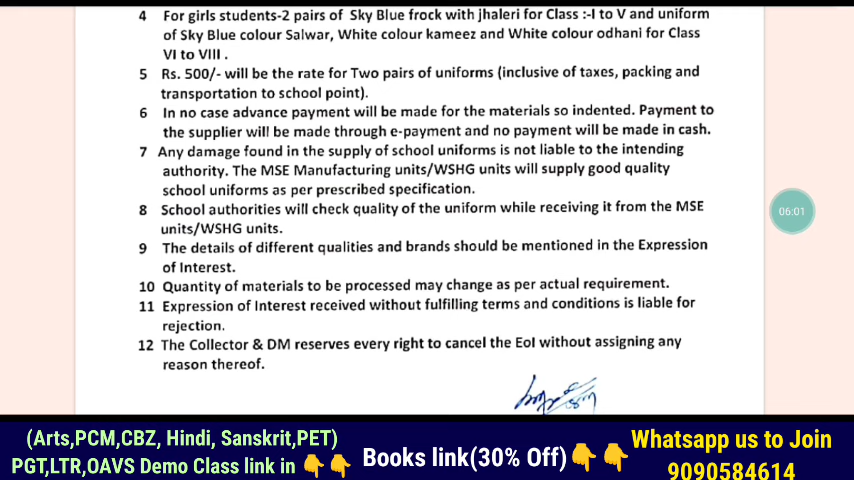 4 For girls students-2 pairs of Sky Blue frock with jhaleri for Class :-I to V and uniform
of Sky Blue colour Salwar, White colour kameez and White colour odhani for Class
VI to VIII .
5 Rs. 500/- will be the rate for Two pairs of uniforms (inclusive of taxes, packing and
transportation to school point).
6 In no case advance payment will be made for the materials so indented. Payment to
the supplier will be made through e-payment and no payment will be made in cash.
7 Any damage found in the supply of school uniforms is not liable to the intending
authority. The MSE Manufacturing units/WSHG units will supply good quality
school uniforms as per prescribed specification.
8 School authorities will check quality of the uniform while receiving it from the MSE
units/WSHG units.
9 The details of different qualities and brands should be mentioned in the Expression
of Interest.
10 Quantity of materials to be processed may change as per actual requirement.
11 Expression of Interest received without fulfilling terms and conditions is liable for
rejection.
12 The Collector & DM reserves every right to cancel the EoI without assigning any
reason thereof.
06:01
(Arts,PCM,CBZ, Hindi, Sanskrit,PET)
PGT,LTR,OAVS Demo Class link in 👇👇
Books link(30% Off)👇👇
Whatsapp us to Join
9090584614